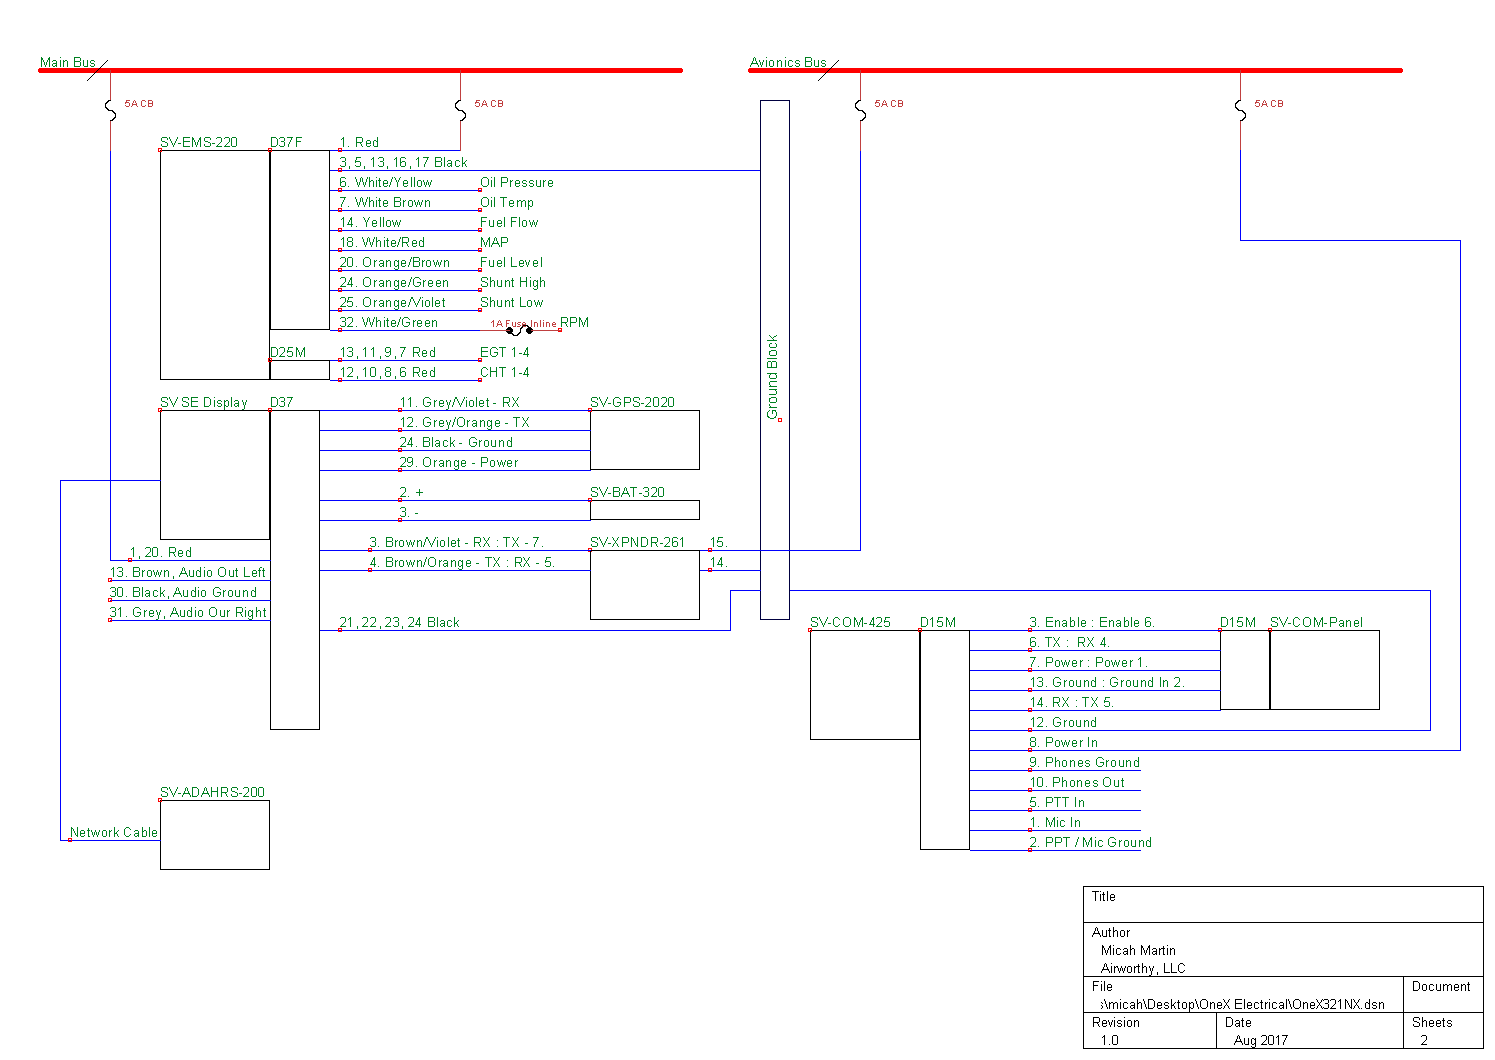 Main Bus
Avionics Bus
5A CB
5A CB
5A CB
5A CB
SV-EMS-220
D37F
1. Red
3, 5, 13, 16, 17 Black
6. White/Yellow
Oil Pressure
7. White Brown
Oil Temp
14. Yellow
Fuel Flow
18. White/Red
MAP
20. Orange/Brown
Fuel Level
24. Orange/Green
Shunt High
25. Orange/Violet
Shunt Low
32. White/Green
1A Fuse Inline
RPM
D25M
13, 11, 9, 7 Red
EGT 1-4
12, 10, 8, 6 Red
CHT 1-4
Ground Block
SV SE Display
D37
11. Grey/Violet - RX
SV-GPS-2020
12. Grey/Orange - TX
24. Black - Ground
29. Orange - Power
2. +
SV-BAT-320
3. -
3. Brown/Violet - RX : TX - 7.
SV-XPNDR-261
15.
4. Brown/Orange - TX : RX - 5.
14.
1, 20. Red
13. Brown, Audio Out Left
30. Black, Audio Ground
31. Grey, Audio Our Right
21, 22, 23, 24 Black
SV-COM-425
D15M
3. Enable : Enable 6.
D15M
SV-COM-Panel
6. TX :  RX 4.
7. Power : Power 1.
13. Ground : Ground In 2.
14. RX : TX 5.
12. Ground
8. Power In
9. Phones Ground
10. Phones Out
5. PTT In
1. Mic In
2. PPT / Mic Ground
SV-ADAHRS-200
Network Cable
Title
Author
Micah Martin
Airworthy, LLC
File
Document
:\micah\Desktop\OneX Electrical\OneX321NX.dsn
Revision
Date
Sheets
1.0
Aug 2017
2